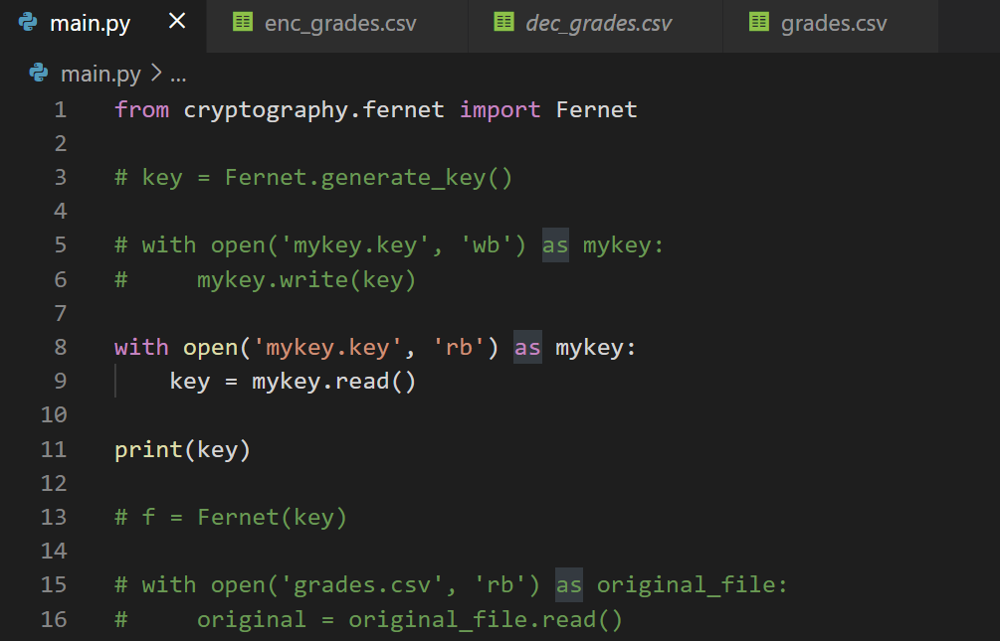 main.py × enc_grades.csv dec_grades.csv grades.csv
main.py > ...
1 from cryptography.fernet import Fernet
2
3 # key = Fernet.generate_key()
4
5 # with open('mykey.key', 'wb') as mykey:
6 #     mykey.write(key)
7
8 with open('mykey.key', 'rb') as mykey:
9     key = mykey.read()
10
11 print(key)
12
13 # f = Fernet(key)
14
15 # with open('grades.csv', 'rb') as original_file:
16 #     original = original_file.read()